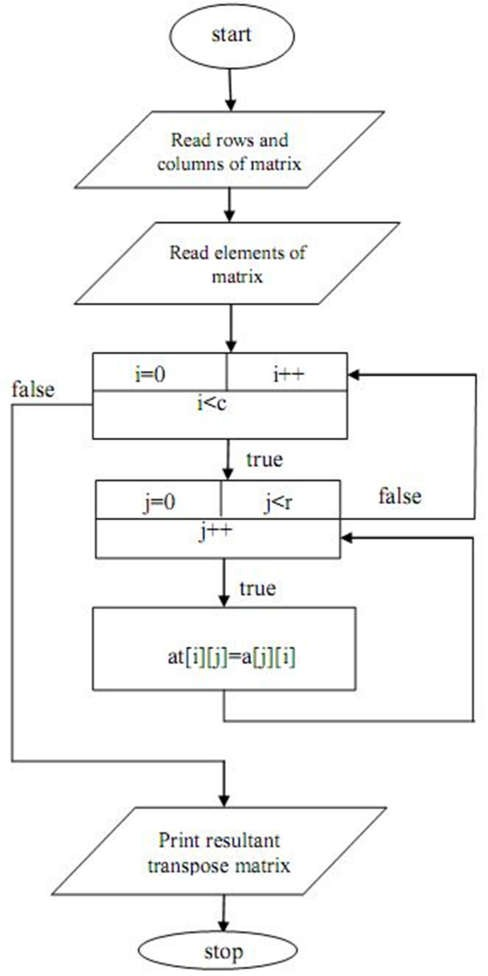 start
Read rows and
columns of matrix
Read elements of
matrix
i=0
i++
false
i<c
true
j=0
j<r
false
j++
true
at[i][j]=a[j][i]
Print resultant
transpose matrix
stop